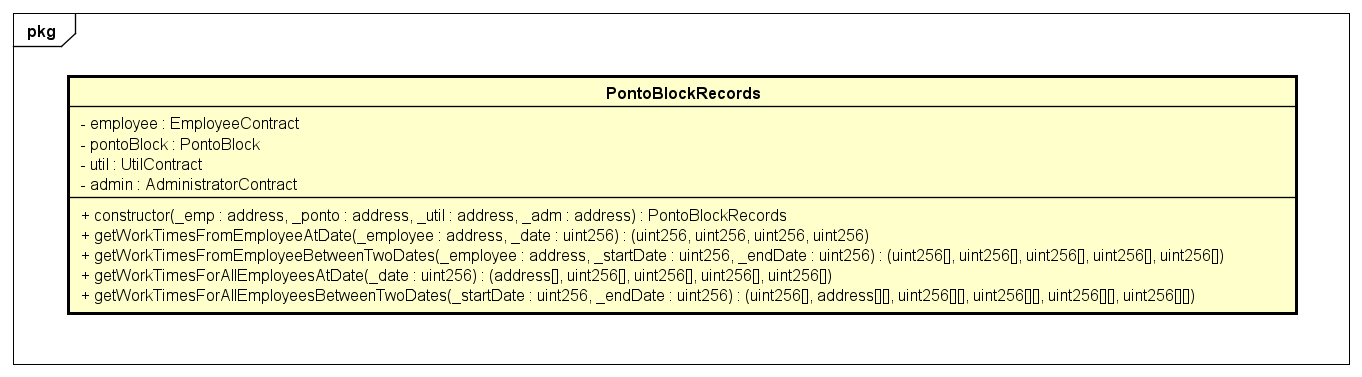 pkg
PontoBlockRecords
- employee : EmployeeContract
- pontoBlock : PontoBlock
- util : UtilContract
- admin : AdministratorContract
+ constructor(_emp : address, _ponto : address, _util : address, _adm : address) : PontoBlockRecords
+ getWorkTimesFromEmployeeAtDate(_employee : address, _date : uint256) : (uint256, uint256, uint256, uint256)
+ getWorkTimesFromEmployeeBetweenTwoDates(_employee : address, _startDate : uint256, _endDate : uint256) : (uint256[], uint256[], uint256[], uint256[], uint256[])
+ getWorkTimesForAllEmployeesAtDate(_date : uint256) : (address[], uint256[], uint256[], uint256[], uint256[])
+ getWorkTimesForAllEmployeesBetweenTwoDates(_startDate : uint256, _endDate : uint256) : (uint256[], address[][], uint256[][], uint256[][], uint256[][], uint256[][])